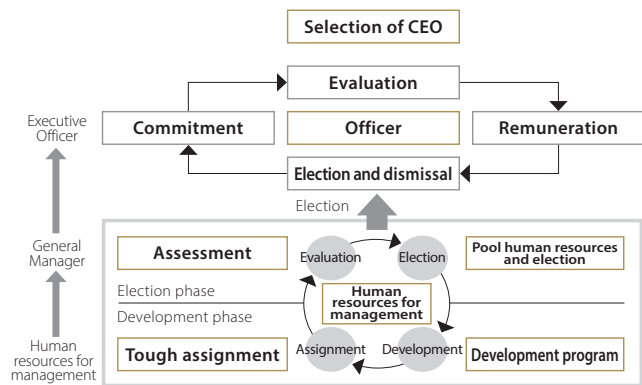 Selection of CEO
Evaluation
Executive
Officer
Commitment
Officer
Remuneration
Election and dismissal
Election
General
Manager
Assessment
Evaluation
Election
Pool human resources
and election
Election phase
Development phase
Human
resources for
management
Human
resources for
management
Tough assignment
Assignment
Development
Development program